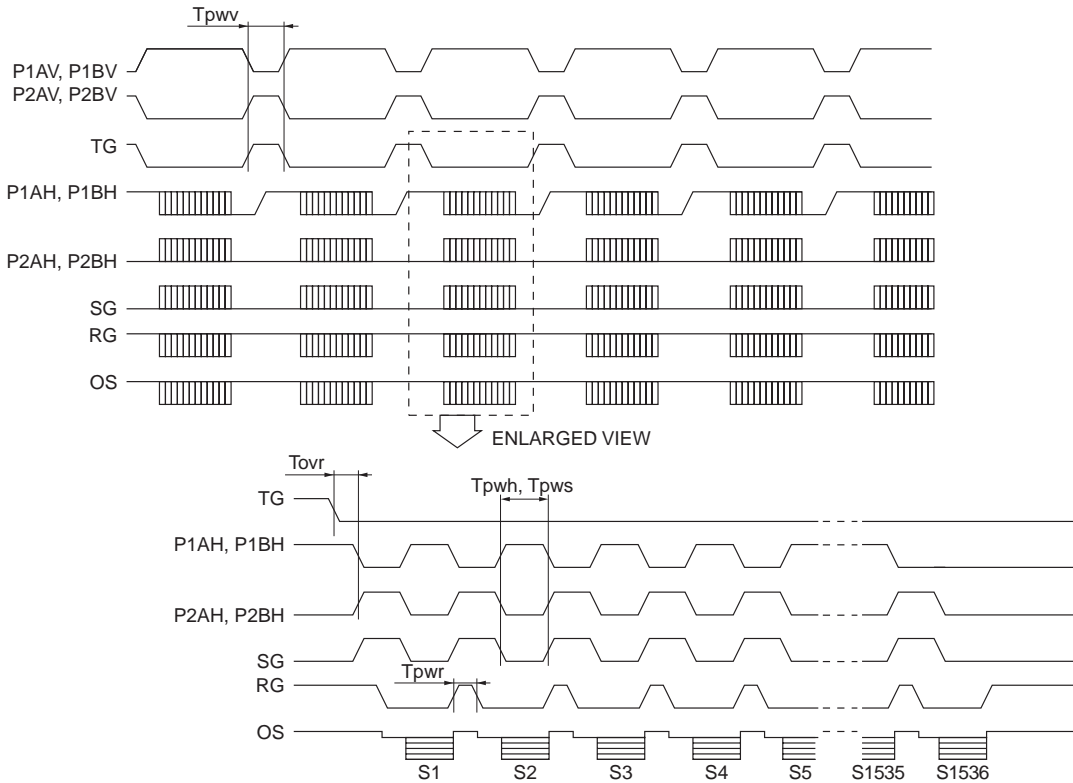 Tpwv
P1AV, P1BV
P2AV, P2BV
TG
P1AH, P1BH
P2AH, P2BH
SG
RG
OS
ENLARGED VIEW
Tovr
Tpwh, Tpws
TG
P1AH, P1BH
P2AH, P2BH
SG
Tpwr
RG
OS
S1 S2 S3 S4 S5 S1535 S1536